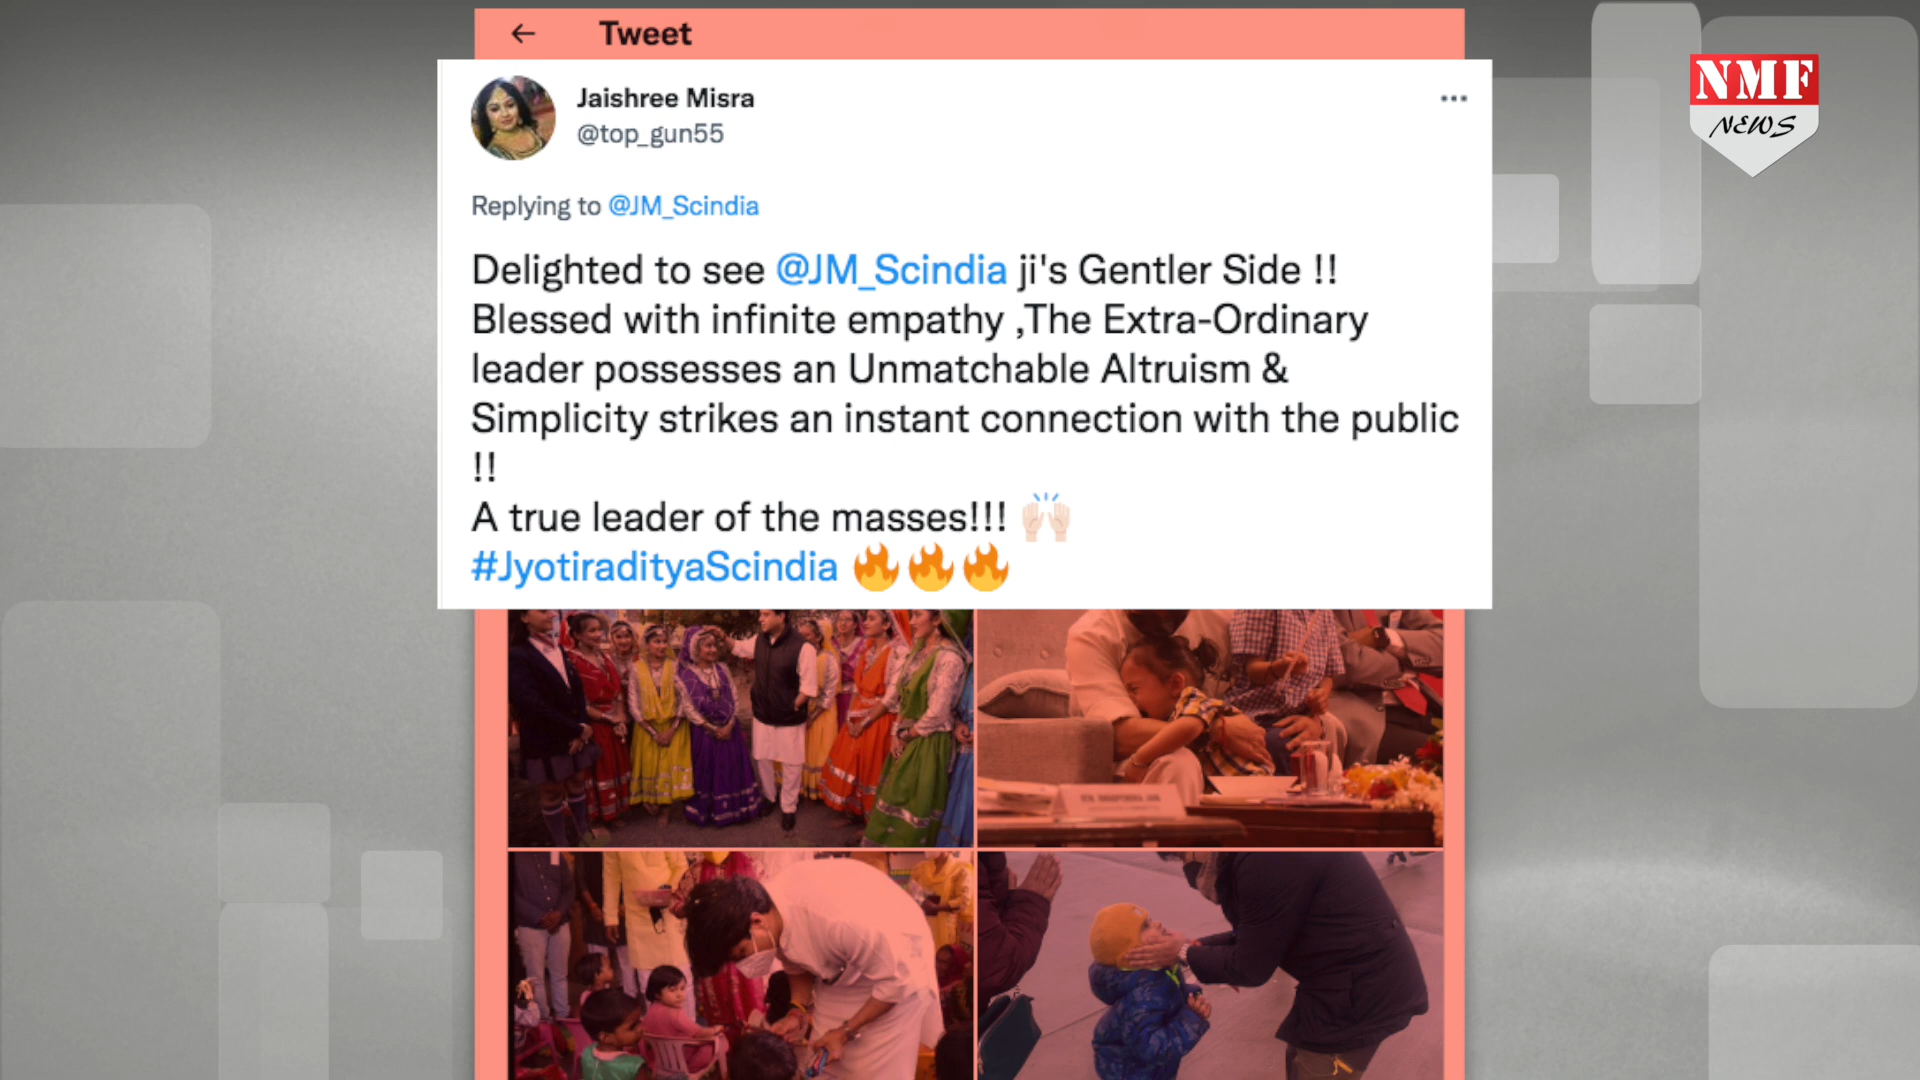 Tweet
Jaishree Misra
@top_gun55
Replying to @JM_Scindia
Delighted to see @JM_Scindia ji's Gentler Side !!
Blessed with infinite empathy ,The Extra-Ordinary
leader possesses an Unmatchable Altruism &
Simplicity strikes an instant connection with the public
!!
A true leader of the masses!!! 🙌🏻
#JyotiradityaScindia 🔥🔥🔥
NMF
NEWS